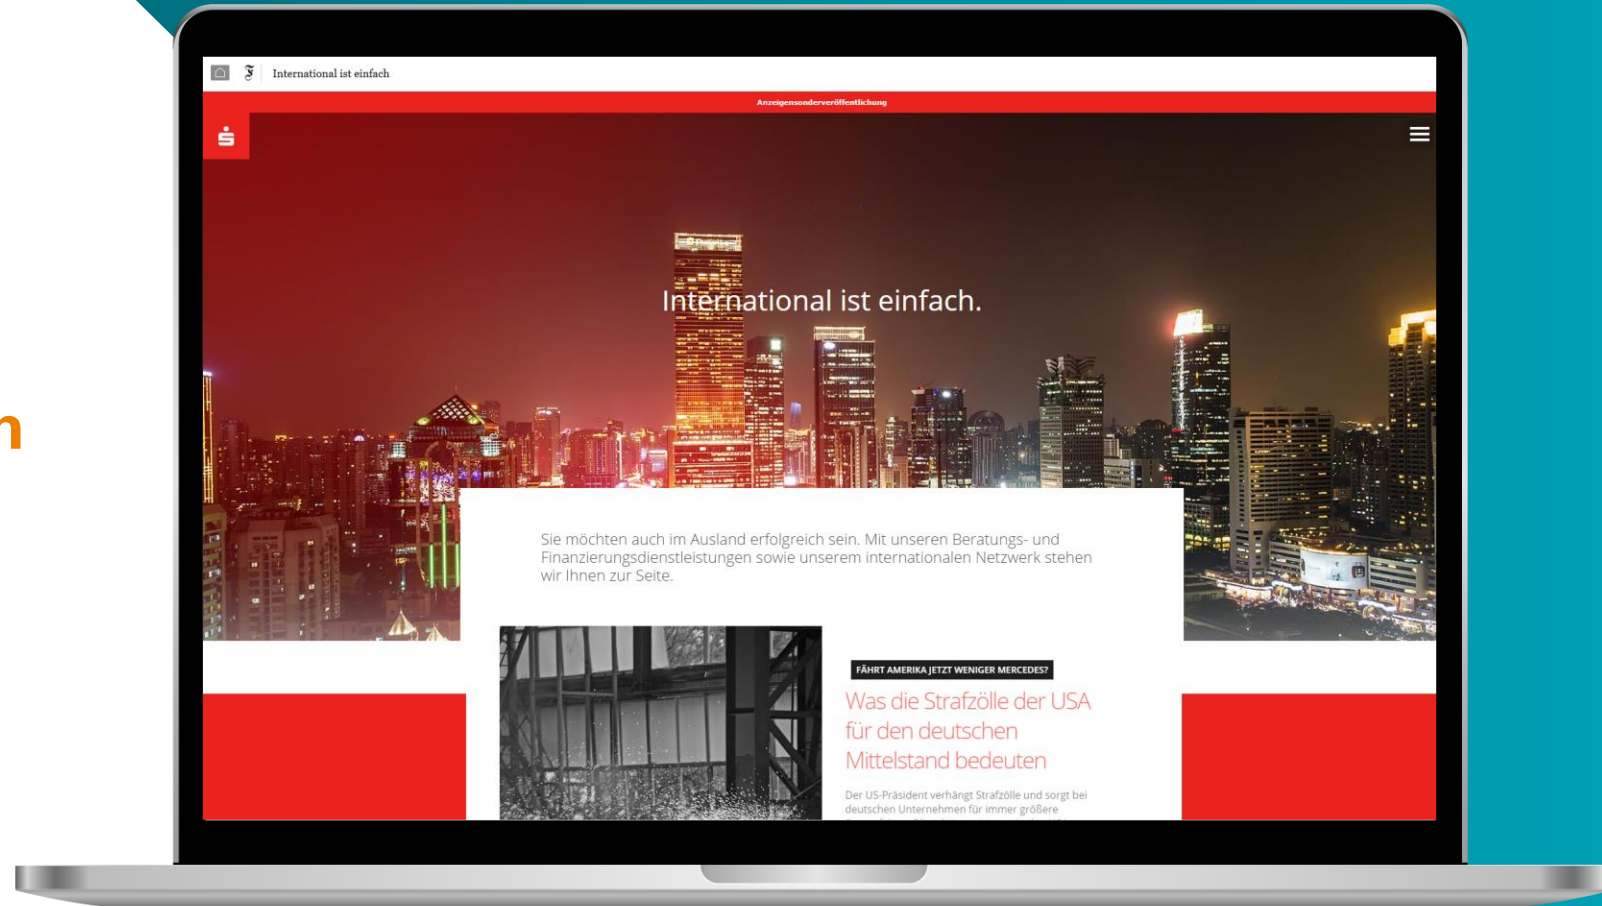 F
International ist einfach
Anzeigensonderveröffentlichung
International ist einfach.
n
Sie möchten auch im Ausland erfolgreich sein. Mit unseren Beratungs- und
Finanzierungsdienstleistungen sowie unserem internationalen Netzwerk stehen
wir Ihnen zur Seite.
FÄHRT AMERIKA JETZT WENIGER MERCEDES?
Was die Strafzölle der USA
für den deutschen
Mittelstand bedeuten
Der US-Präsident verhängt Strafzölle und sorgt bei
deutschen Unternehmen für immer größere